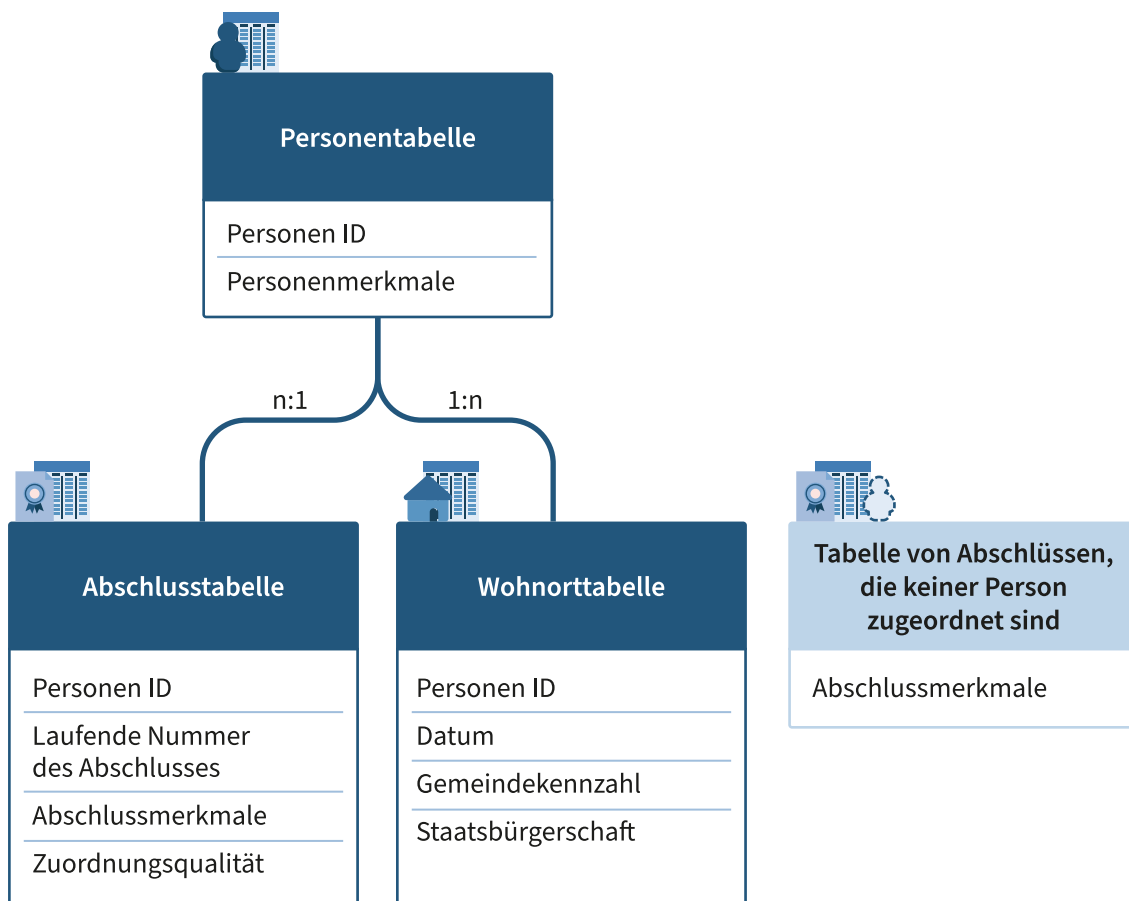 Personentabelle
Personen ID
Personenmerkmale
n:1
1:n
Abschlusstabelle
Personen ID
Laufende Nummer
des Abschlusses
Abschlussmerkmale
Zuordnungsqualität
Wohnorttabelle
Personen ID
Datum
Gemeindekennzahl
Staatsbürgerschaft
Tabelle von Abschlüssen,
die keiner Person
zugeordnet sind
Abschlussmerkmale